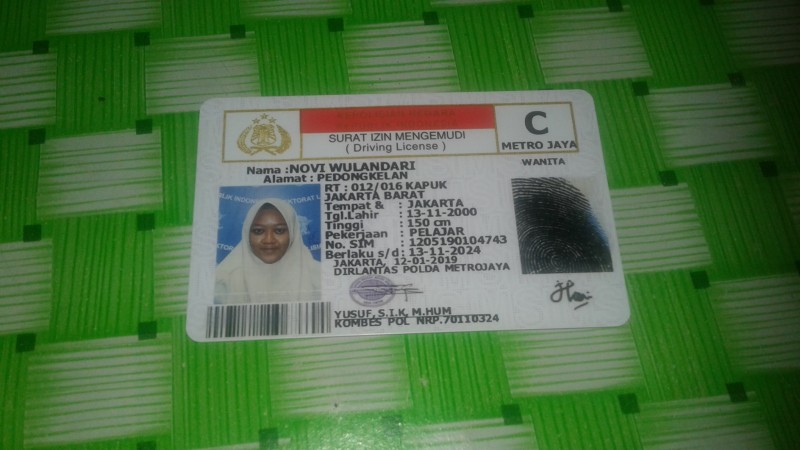 SURAT IZIN MENGEMUDI
( Driving License )
C
METRO JAYA
WANITA
Nama : NOVI WULANDARI
Alamat : PEDONGKELAN
RT : 012/016 KAPUK
JAKARTA BARAT
Tempat & : JAKARTA
Tgl.Lahir : 13-11-2000
Tinggi : 150 cm
Pekerjaan : PELAJAR
No. SIM : 1205190104743
Berlaku s/d : 13-11-2024
JAKARTA, 12-01-2019
DIRLANTAS POLDA METROJAYA
YUSUF, S.I.K, M.HUM
KOMBES POL NRP.70110324